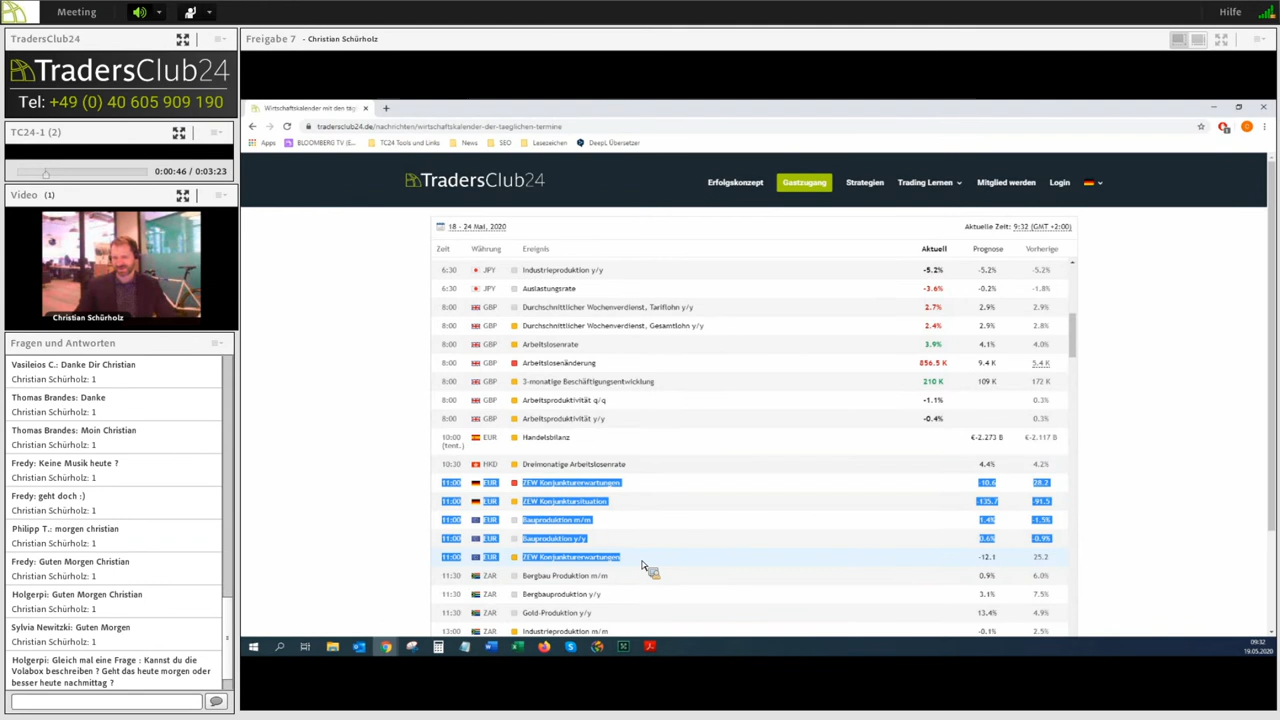 Meeting
Hilfe
TradersClub24
TradersClub24
Tel: +49 (0) 40 605 909 190
TC24-1 (2)
0:00:46 / 0:03:23
Video (1)
Christian Schürholz
Fragen und Antworten
Vasileios C.: Danke Dir Christian
Christian Schürholz: 1
Thomas Brandes: Danke
Christian Schürholz: 1
Thomas Brandes: Moin Christian
Christian Schürholz: 1
Fredy: Keine Musik heute ?
Christian Schürholz: 1
Fredy: geht doch :)
Christian Schürholz: 1
Philipp T.: morgen christian
Christian Schürholz: 1
Fredy: Guten Morgen Christian
Christian Schürholz: 1
Holgerpi: Guten Morgen Christian
Christian Schürholz: 1
Sylvia Newitzki: Guten Morgen
Christian Schürholz: 1
Holgerpi: Gleich mal eine Frage : Kannst du die
Volabox beschreiben ? Geht das heute morgen oder
besser heute nachmittag ?
Freigabe 7 - Christian Schürholz
Wirtschaftskalender mit den täg
tradersclub24.de/nachrichten/wirtschaftskalender-der-taeglichen-termine
Apps BLOOMBERG TV (E... TC24 Tools und Links News SEO Lesezeichen DeepL Übersetzer
TradersClub24
Erfolgskonzept Gastzugang Strategien Trading Lernen Mitglied werden Login
18 - 24 Mai, 2020 Aktuelle Zeit: 9:32 (GMT +2:00)
Zeit Währung Ereignis Aktuell Prognose Vorherige
6:30 JPY Industrieproduktion y/y -5.2% -5.2% -5.2%
6:30 JPY Auslastungsrate -3.6% -0.2% -1.8%
8:00 GBP Durchschnittlicher Wochenverdienst, Tariflohn y/y 2.7% 2.9% 2.9%
8:00 GBP Durchschnittlicher Wochenverdienst, Gesamtlohn y/y 2.4% 2.9% 2.8%
8:00 GBP Arbeitslosenrate 3.9% 4.1% 4.0%
8:00 GBP Arbeitslosenänderung 856.5 K 9.4 K 5.4 K
8:00 GBP 3-monatige Beschäftigungsentwicklung 210 K 109 K 172 K
8:00 GBP Arbeitsproduktivität q/q -1.1% 0.3%
8:00 GBP Arbeitsproduktivität y/y -0.4% 0.3%
10:00 EUR Handelsbilanz €-2.273 B €-2.117 B
(tent.)
10:30 HKD Dreimonatige Arbeitslosenrate 4.4% 4.2%
11:00 EUR ZEW Konjunkturerwartungen -10.6 28.2
11:00 EUR ZEW Konjunktursituation -135.7 -91.5
11:00 EUR Bauproduktion m/m 1.4% -1.5%
11:00 EUR Bauproduktion y/y 0.6% -0.9%
11:00 EUR ZEW Konjunkturerwartungen -12.1 25.2
11:30 ZAR Bergbau Produktion m/m 0.9% 6.0%
11:30 ZAR Bergbauproduktion y/y 3.1% 7.5%
11:30 ZAR Gold-Produktion y/y 13.4% 4.9%
13:00 ZAR Industrieproduktion m/m -0.1% 2.5%
09:32
19.05.2020